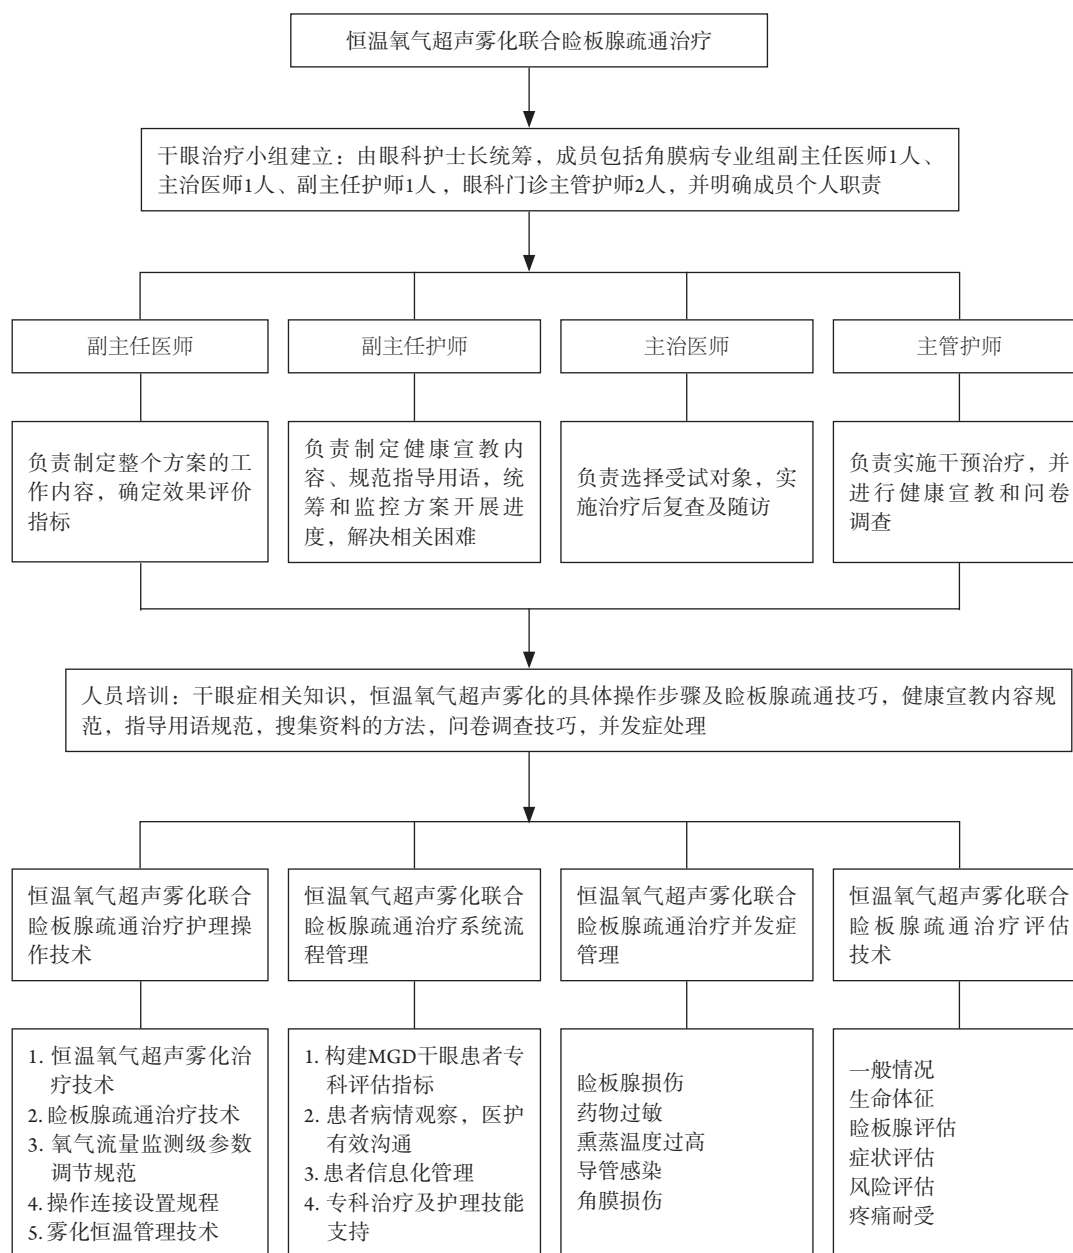 恒温氧气超声雾化联合睑板腺疏通治疗
干眼治疗小组建立：由眼科护士长统筹，成员包括角膜病专业组副主任医师1人、
主治医师1人、副主任护师1人，眼科门诊主管护师2人，并明确成员个人职责
副主任医师
负责制定整个方案的工
作内容，确定效果评价
指标
副主任护师
负责制定健康宣教内
容、规范指导用语，统
筹和监控方案开展进
度，解决相关困难
主治医师
负责选择受试对象，实
施治疗后复查及随访
主管护师
负责实施干预治疗，并
进行健康宣教和问卷
调查
人员培训：干眼症相关知识，恒温氧气超声雾化的具体操作步骤及睑板腺疏通技巧，健康宣教内容规
范，指导用语规范，搜集资料的方法，问卷调查技巧，并发症处理
恒温氧气超声雾化联合
睑板腺疏通治疗护理操
作技术
1. 恒温氧气超声雾化治
疗技术
2. 睑板腺疏通治疗技术
3. 氧气流量监测级参数
调节规范
4. 操作连接设置规程
5. 雾化恒温管理技术
恒温氧气超声雾化联合
睑板腺疏通治疗系统流
程管理
1. 构建MGD干眼患者专
科评估指标
2. 患者病情观察，医护
有效沟通
3. 患者信息化管理
4. 专科治疗及护理技能
支持
恒温氧气超声雾化联合
睑板腺疏通治疗并发症
管理
睑板腺损伤
药物过敏
熏蒸温度过高
导管感染
角膜损伤
恒温氧气超声雾化联合
睑板腺疏通治疗评估
技术
一般情况
生命体征
睑板腺评估
症状评估
风险评估
疼痛耐受